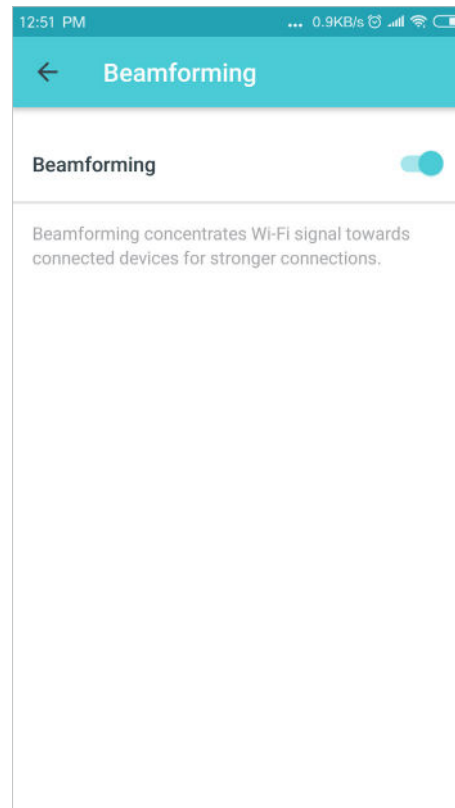 12:51 PM ... 0.9KB/s
Beamforming
Beamforming
Beamforming concentrates Wi-Fi signal towards
connected devices for stronger connections.